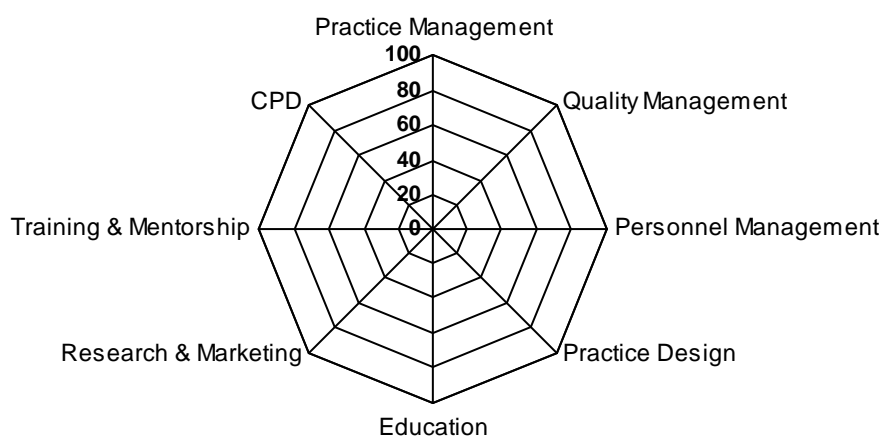 Practice Management
100
CPD
80
Quality Management
60
40
20
Training & Mentorship
0
Personnel Management
Research & Marketing
Practice Design
Education